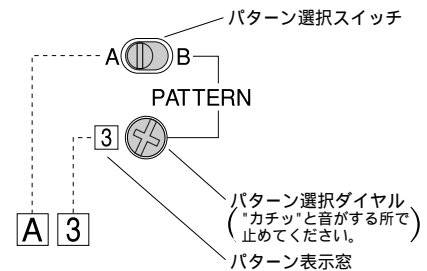 パターン選択スイッチ
A B
PATTERN
3
パターン選択ダイヤル
("カチッ"と音がする所で
止めてください。)
A 3
パターン表示窓